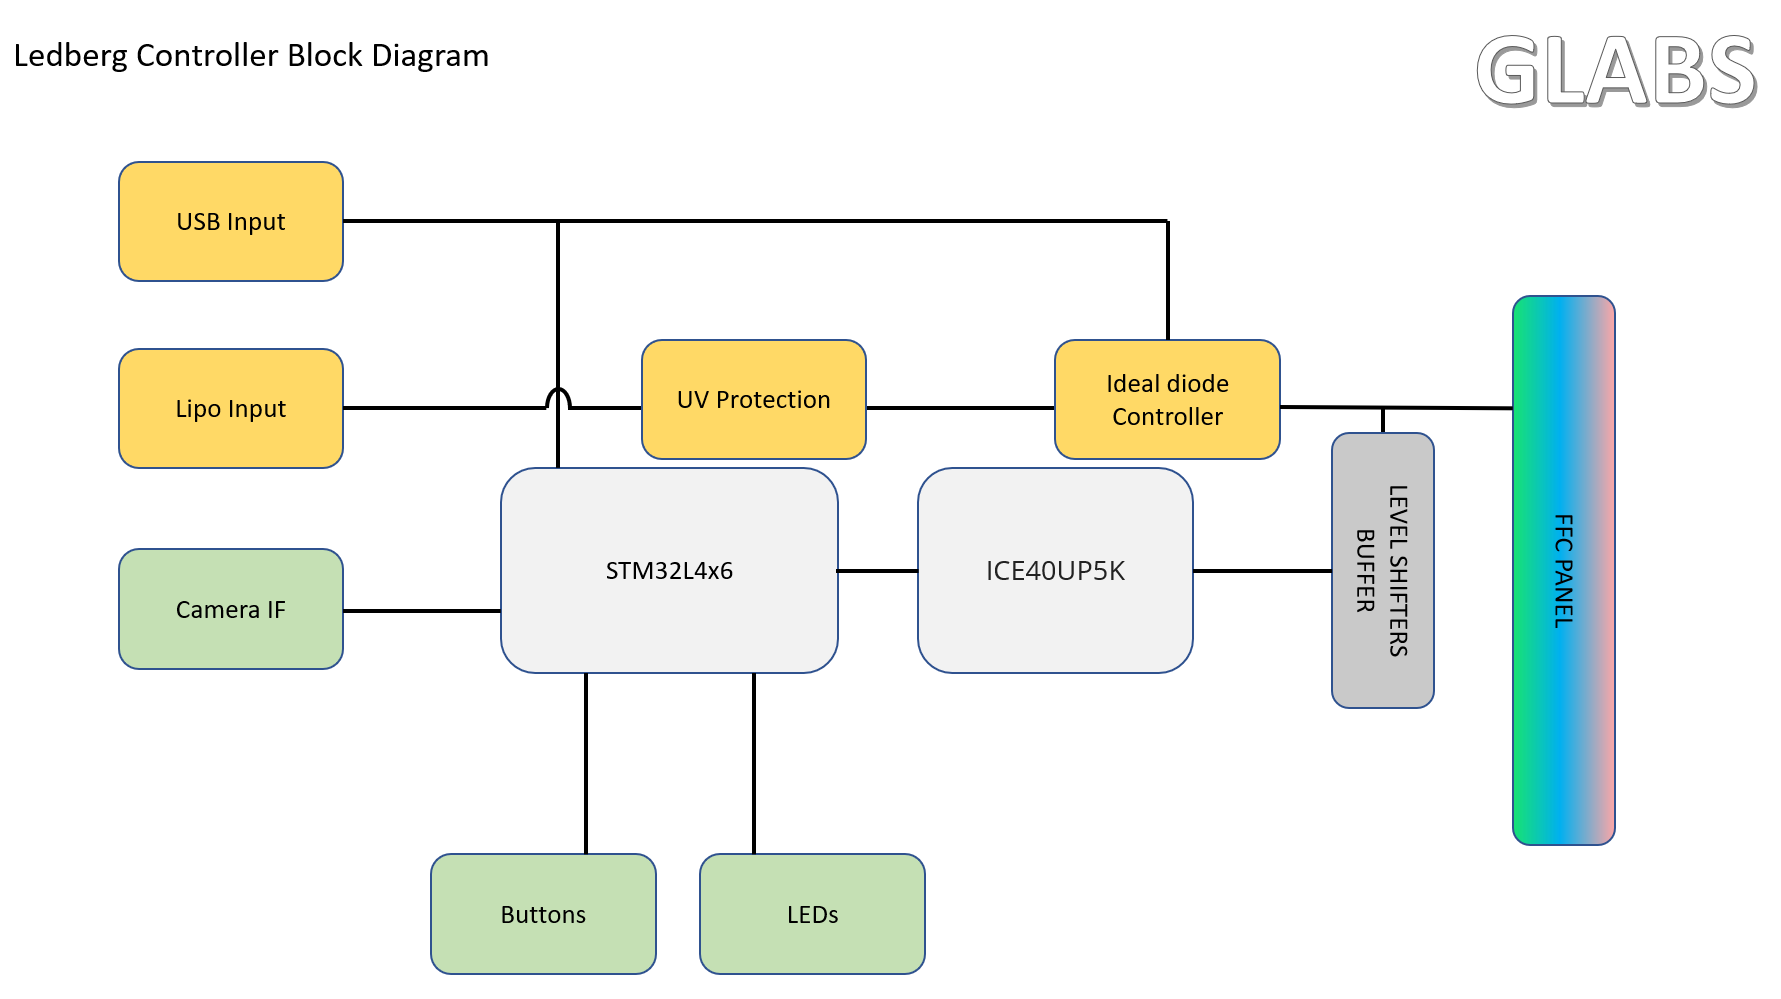 Ledberg Controller Block Diagram
GLABS
USB Input
Lipo Input
UV Protection
Ideal diode
Controller
Camera IF
STM32L4x6
ICE40UP5K
LEVEL SHIFTERS
BUFFER
FFC PANEL
Buttons
LEDs